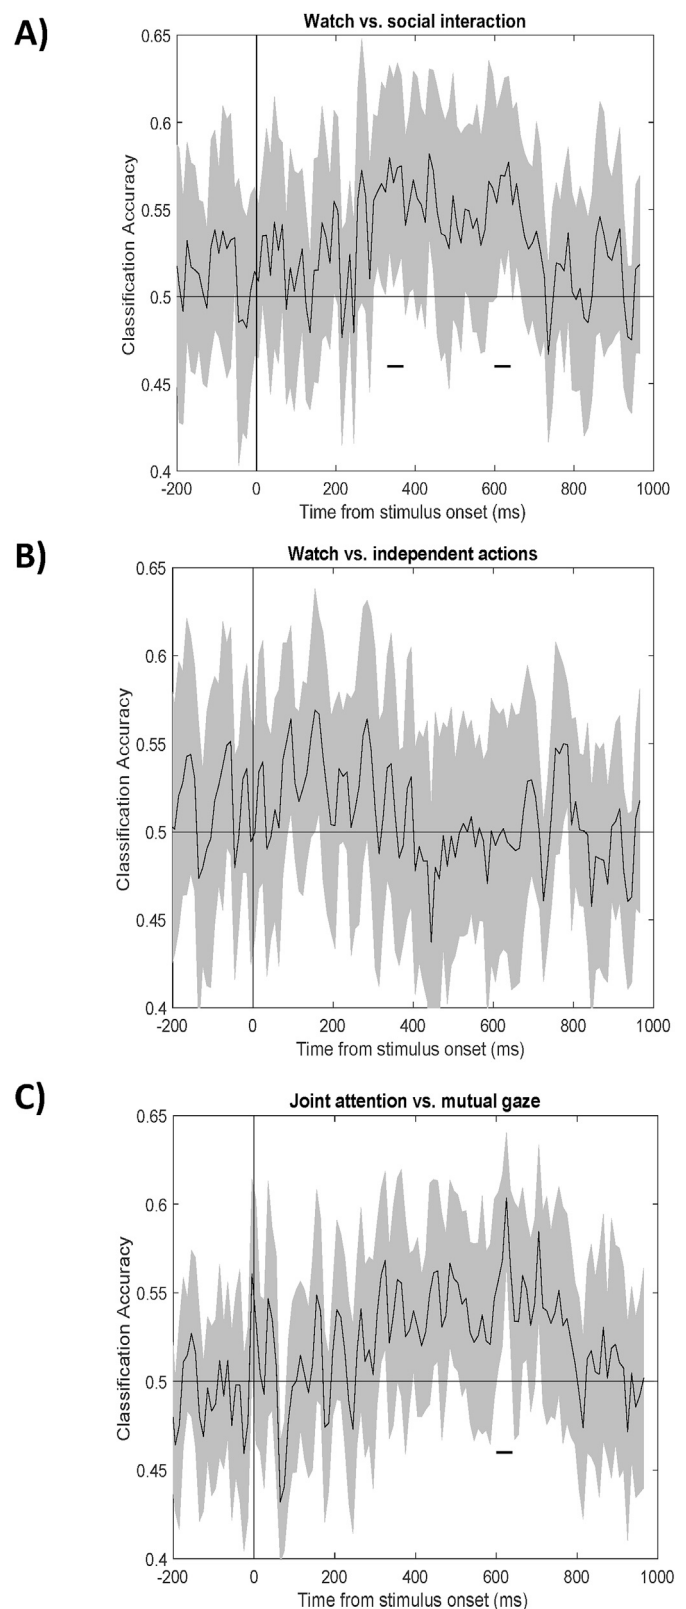 A)
Watch vs. social interaction
0.65
0.6
0.55
0.5
0.45
0.4
Classification Accuracy
-200 0 200 400 600 800 1000
Time from stimulus onset (ms)
B)
Watch vs. independent actions
0.65
0.6
0.55
0.5
0.45
0.4
Classification Accuracy
-200 0 200 400 600 800 1000
Time from stimulus onset (ms)
C)
Joint attention vs. mutual gaze
0.65
0.6
0.55
0.5
0.45
0.4
Classification Accuracy
-200 0 200 400 600 800 1000
Time from stimulus onset (ms)